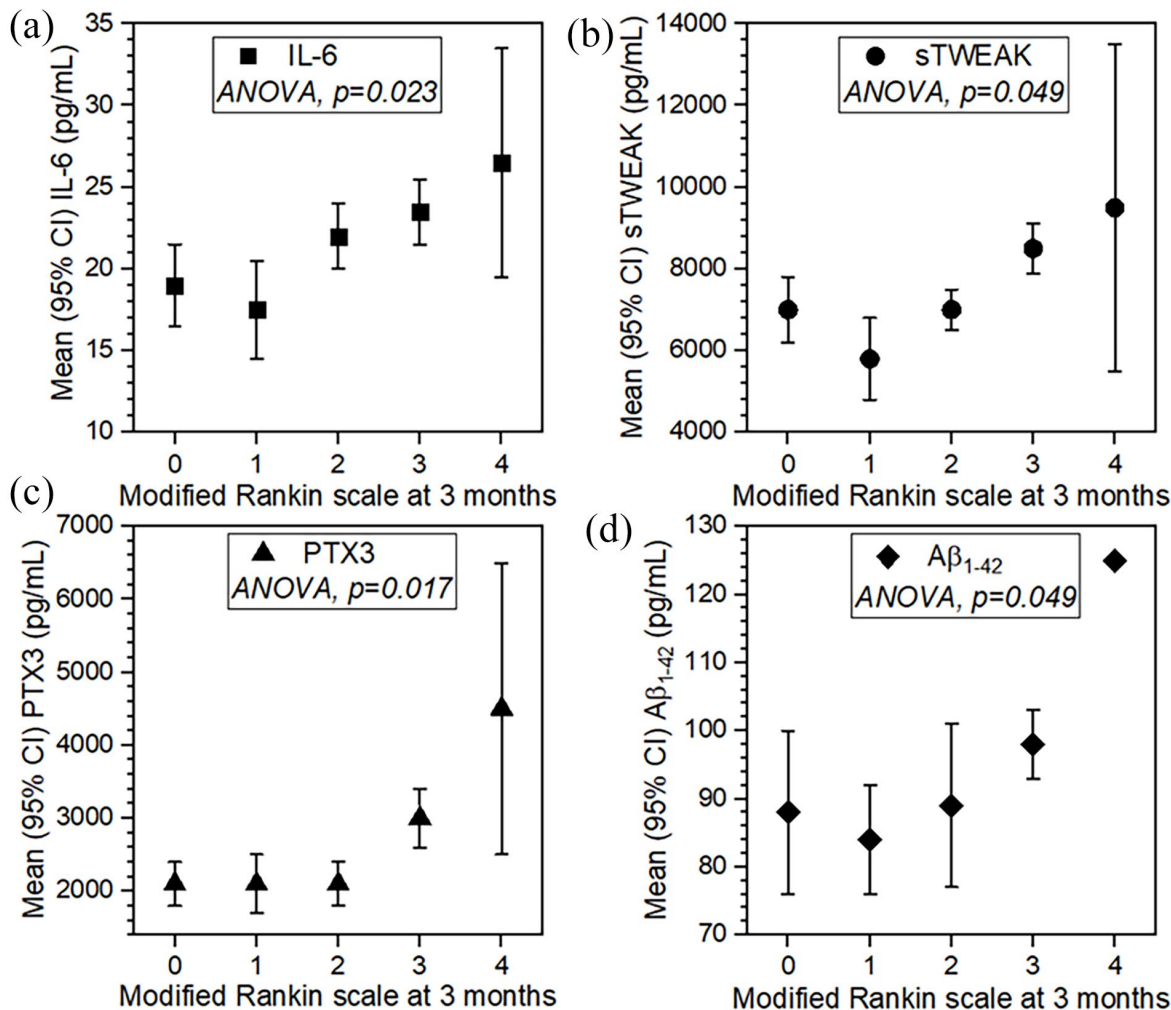 (a)
IL-6
ANOVA, p=0.023
Mean (95% CI) IL-6 (pg/mL)
35
30
25
20
15
10
0 1 2 3 4
Modified Rankin scale at 3 months
(b)
sTWEAK
ANOVA, p=0.049
Mean (95% CI) sTWEAK (pg/mL)
14000
12000
10000
8000
6000
4000
0 1 2 3 4
Modified Rankin scale at 3 months
(c)
PTX3
ANOVA, p=0.017
Mean (95% CI) PTX3 (pg/mL)
7000
6000
5000
4000
3000
2000
0 1 2 3 4
Modified Rankin scale at 3 months
(d)
Aβ1-42
ANOVA, p=0.049
Mean (95% CI) Aβ1-42 (pg/mL)
130
120
110
100
90
80
70
0 1 2 3 4
Modified Rankin scale at 3 months